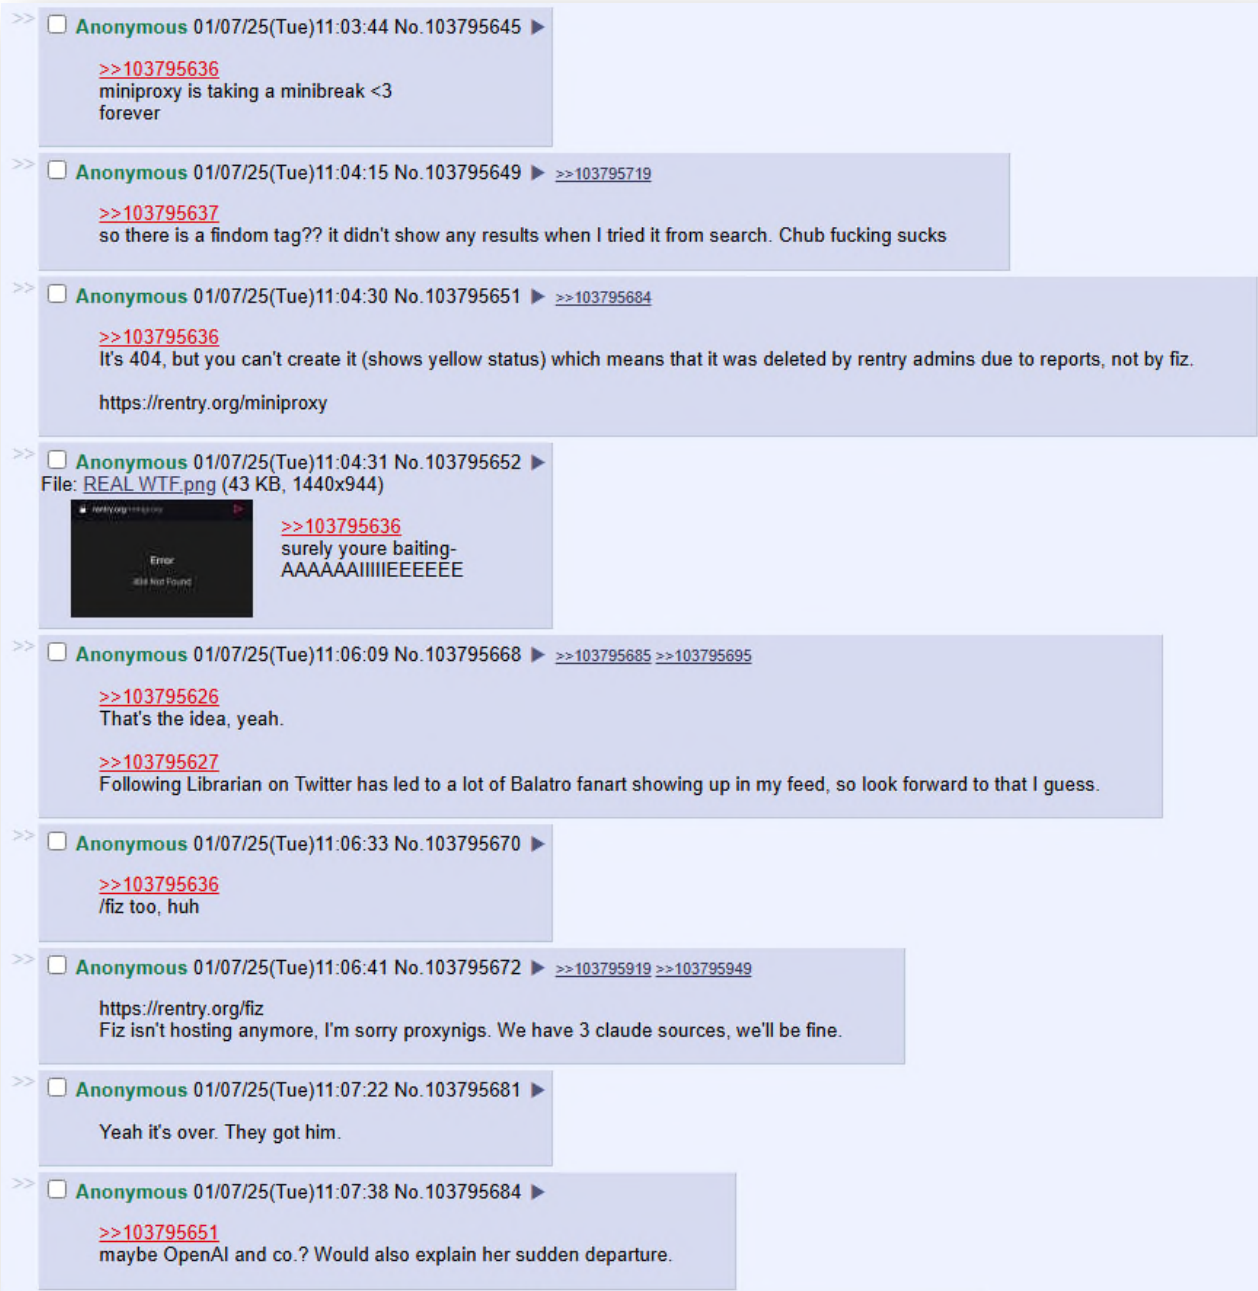 >> Anonymous 01/07/25(Tue)11:03:44 No.103795645 ▶
>>103795636
miniproxy is taking a minibreak <3
forever
>> Anonymous 01/07/25(Tue)11:04:15 No.103795649 ▶ >>103795719
>>103795637
so there is a findom tag?? it didn't show any results when I tried it from search. Chub fucking sucks
>> Anonymous 01/07/25(Tue)11:04:30 No.103795651 ▶ >>103795684
>>103795636
It's 404, but you can't create it (shows yellow status) which means that it was deleted by rentry admins due to reports, not by fiz.
https://rentry.org/miniproxy
>> Anonymous 01/07/25(Tue)11:04:31 No.103795652 ▶
File: REAL WTF.png (43 KB, 1440x944)
rentry.org/miniproxy
Error
404 Not Found
>>103795636
surely youre baiting-
AAAAAAIIIIIEEEEEE
>> Anonymous 01/07/25(Tue)11:06:09 No.103795668 ▶ >>103795685 >>103795695
>>103795626
That's the idea, yeah.
>>103795627
Following Librarian on Twitter has led to a lot of Balatro fanart showing up in my feed, so look forward to that I guess.
>> Anonymous 01/07/25(Tue)11:06:33 No.103795670 ▶
>>103795636
/fiz too, huh
>> Anonymous 01/07/25(Tue)11:06:41 No.103795672 ▶ >>103795919 >>103795949
https://rentry.org/fiz
Fiz isn't hosting anymore, I'm sorry proxynigs. We have 3 claude sources, we'll be fine.
>> Anonymous 01/07/25(Tue)11:07:22 No.103795681 ▶
Yeah it's over. They got him.
>> Anonymous 01/07/25(Tue)11:07:38 No.103795684 ▶
>>103795651
maybe OpenAI and co.? Would also explain her sudden departure.